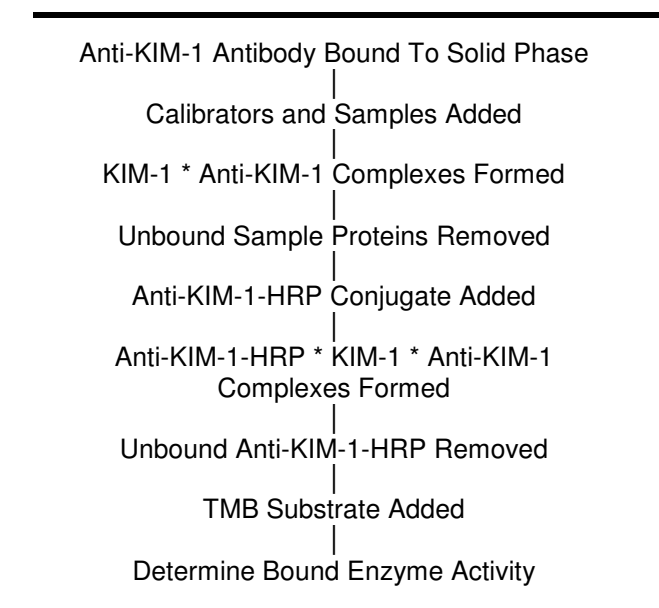 Anti-KIM-1 Antibody Bound To Solid Phase
|
Calibrators and Samples Added
|
KIM-1 * Anti-KIM-1 Complexes Formed
|
Unbound Sample Proteins Removed
|
Anti-KIM-1-HRP Conjugate Added
|
Anti-KIM-1-HRP * KIM-1 * Anti-KIM-1
Complexes Formed
|
Unbound Anti-KIM-1-HRP Removed
|
TMB Substrate Added
|
Determine Bound Enzyme Activity